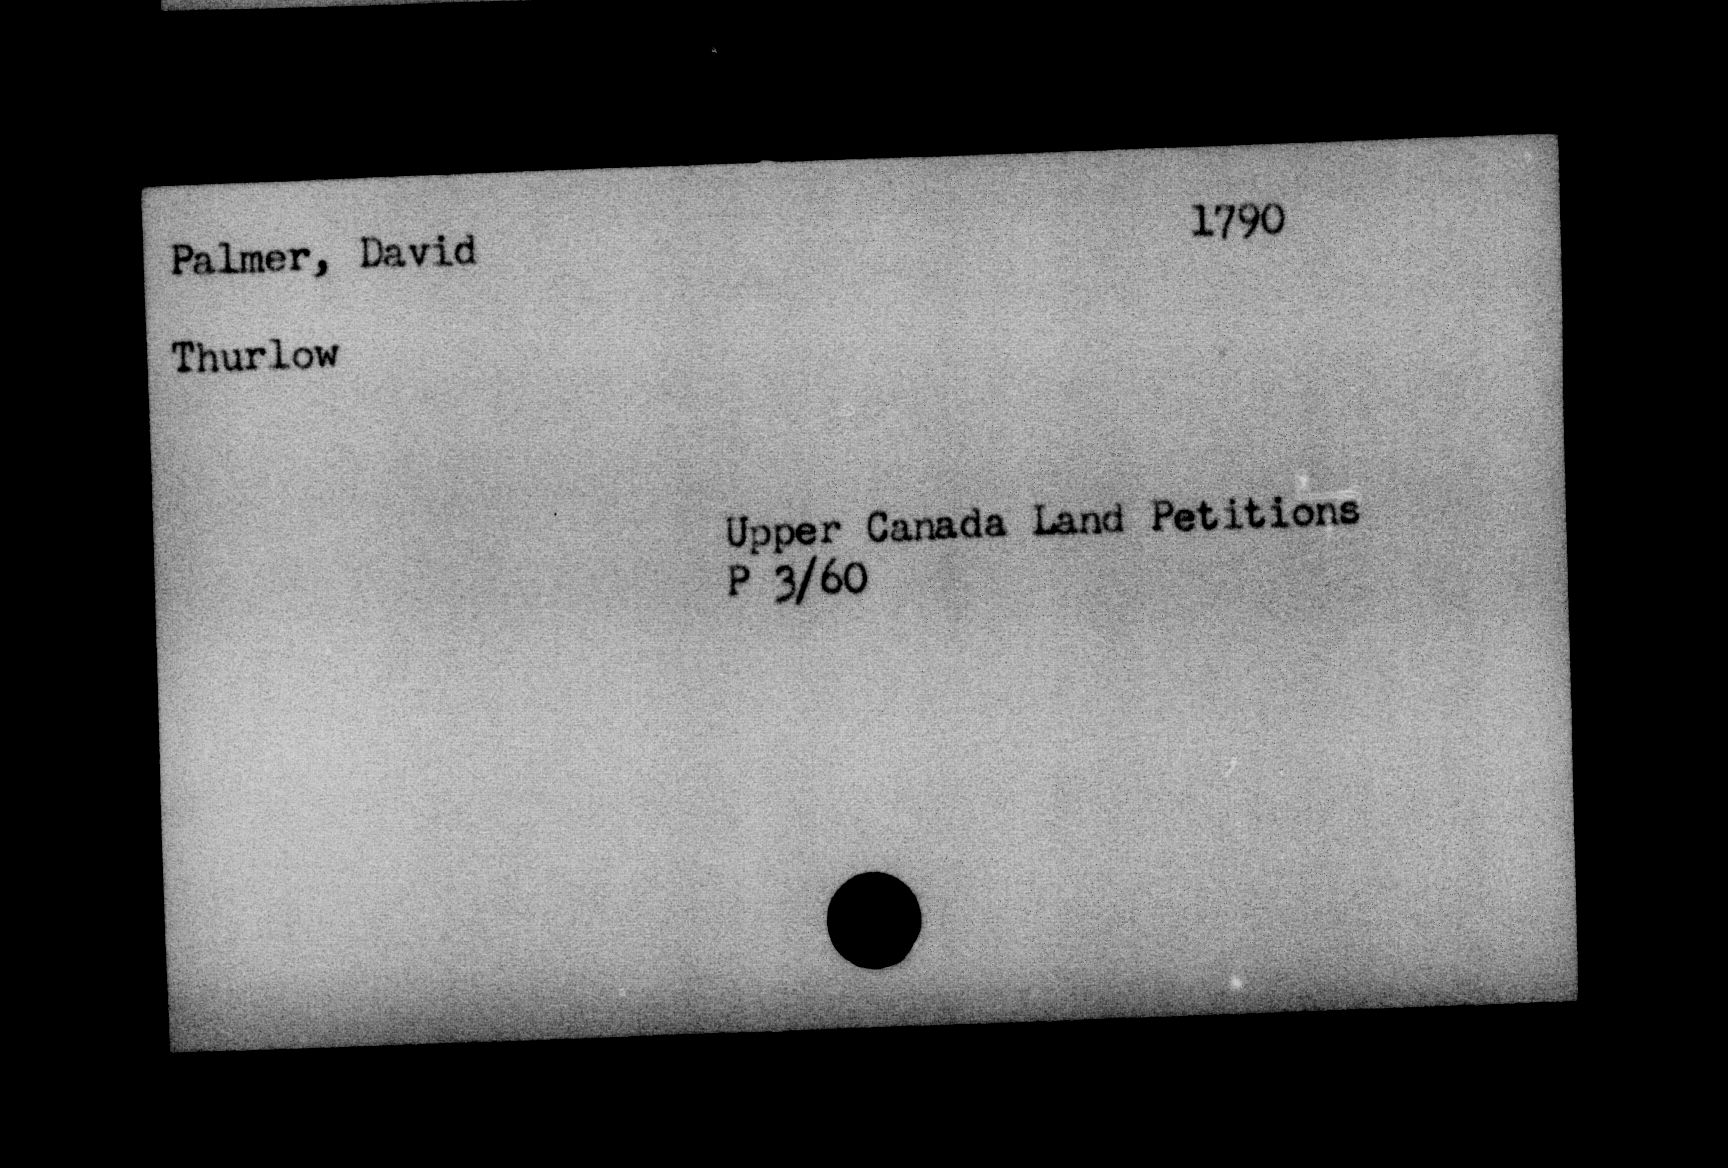 Palmer, David 1790
Thurlow
Upper Canada Land Petitions
P 3/60